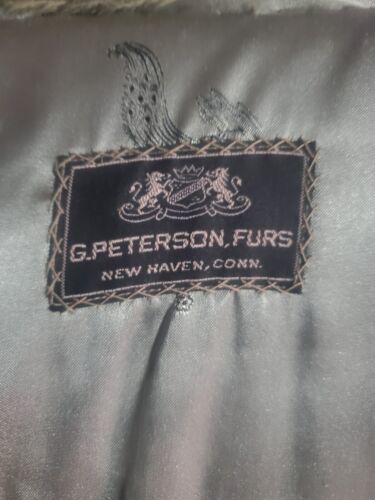 G.PETERSON, FURS
NEW HAVEN, CONN.